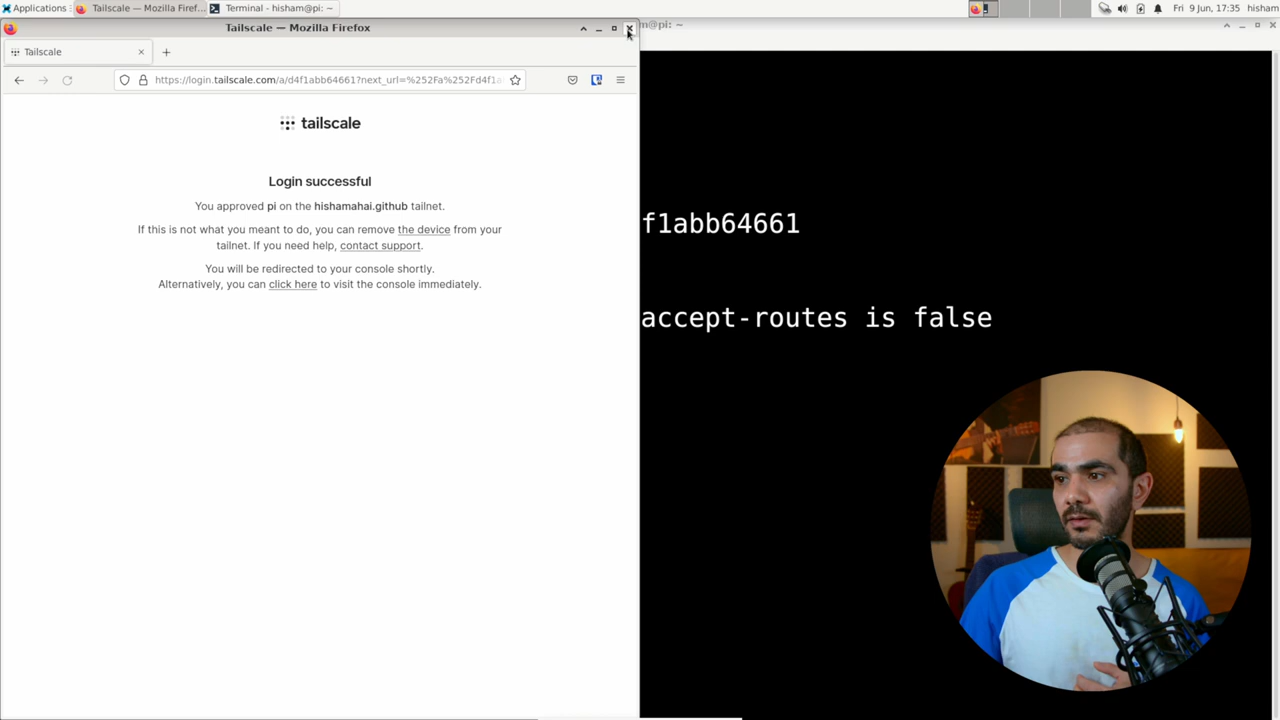 Applications
Tailscale — Mozilla Firef...
Terminal - hisham@pi: ~
Fri 9 Jun, 17:35
hisham
Tailscale — Mozilla Firefox
m@pi: ~
Tailscale
https://login.tailscale.com/a/d4f1abb64661?next_url=%252Fa%252Fd4f1a
tailscale
Login successful
You approved pi on the hishamahai.github tailnet.
If this is not what you meant to do, you can remove the device from your
tailnet. If you need help, contact support.
You will be redirected to your console shortly.
Alternatively, you can click here to visit the console immediately.
f1abb64661
accept-routes is false